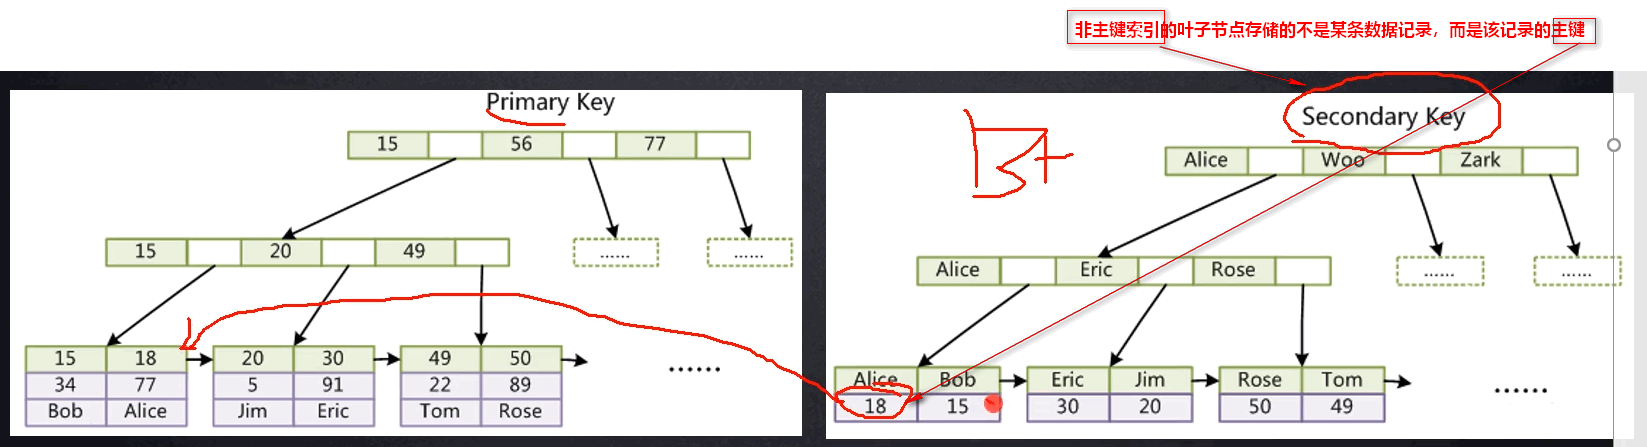 非主键索引的叶子节点存储的不是某条数据记录，而是该记录的主键
Primary Key
15 56 77
15 20 49
...... ......
15 18 20 30 49 50
34 77 5 91 22 89
Bob Alice Jim Eric Tom Rose
......
B+
Secondary Key
Alice Woo Zark
Alice Eric Rose
...... ......
Alice Bob Eric Jim Rose Tom
18 15 30 20 50 49
......